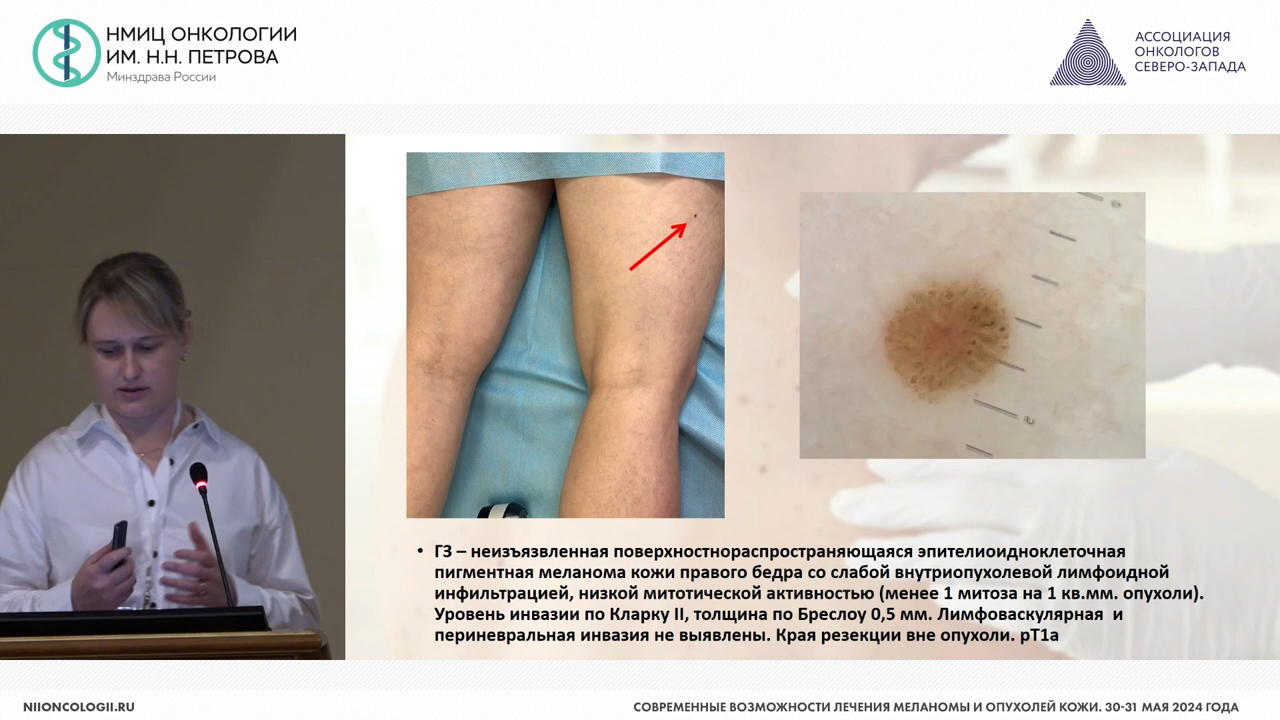 НМИЦ ОНКОЛОГИИ
ИМ. Н.Н. ПЕТРОВА
Минздрава России
АССОЦИАЦИЯ
ОНКОЛОГОВ
СЕВЕРО-ЗАПАДА
• ГЗ – неизъязвленная поверхностнораспространяющаяся эпителиоидноклеточная
пигментная меланома кожи правого бедра со слабой внутриопухолевой лимфоидной
инфильтрацией, низкой митотической активностью (менее 1 митоза на 1 кв.мм. опухоли).
Уровень инвазии по Кларку II, толщина по Бреслоу 0,5 мм. Лимфоваскулярная и
периневральная инвазия не выявлены. Края резекции вне опухоли. pT1a
NIIONCOLOGII.RU
СОВРЕМЕННЫЕ ВОЗМОЖНОСТИ ЛЕЧЕНИЯ МЕЛАНОМЫ И ОПУХОЛЕЙ КОЖИ. 30-31 МАЯ 2024 ГОДА